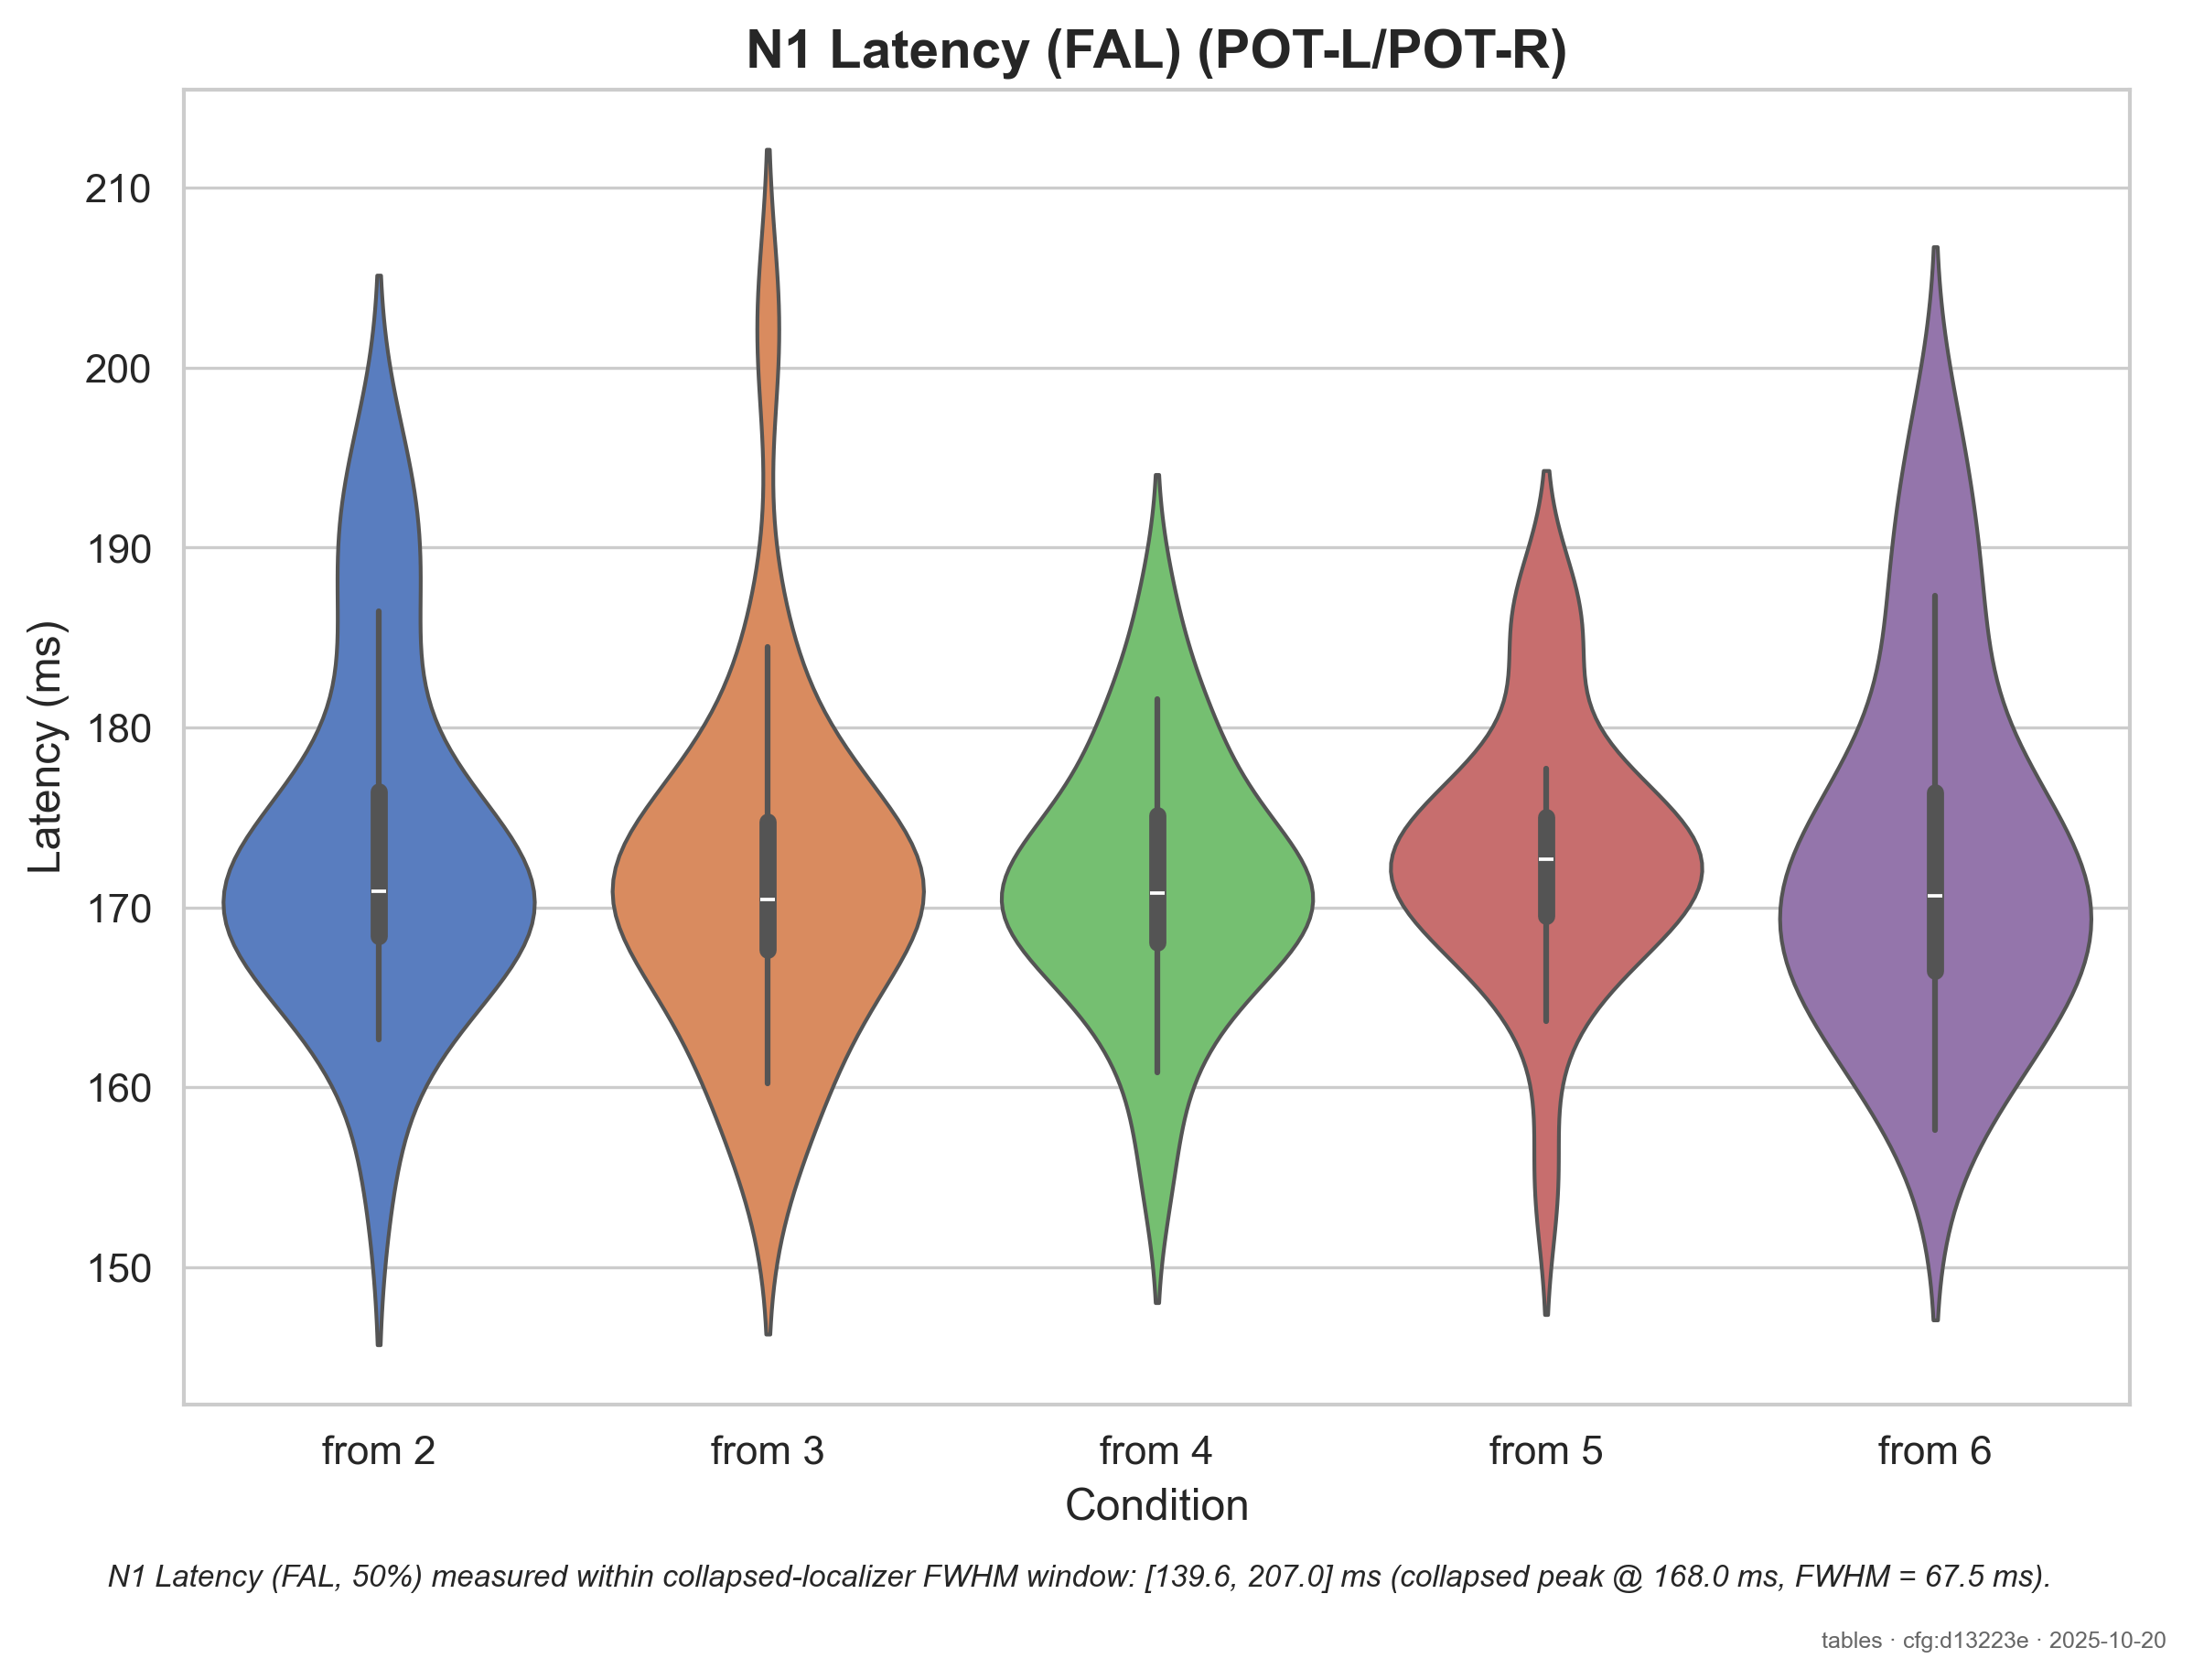 N1 Latency (FAL) (POT-L/POT-R)
Latency (ms)
210
200
190
180
170
160
150
from 2 from 3 from 4 from 5 from 6
Condition
N1 Latency (FAL, 50%) measured within collapsed-localizer FWHM window: [139.6, 207.0] ms (collapsed peak @ 168.0 ms, FWHM = 67.5 ms).
tables · cfg:d13223e · 2025-10-20